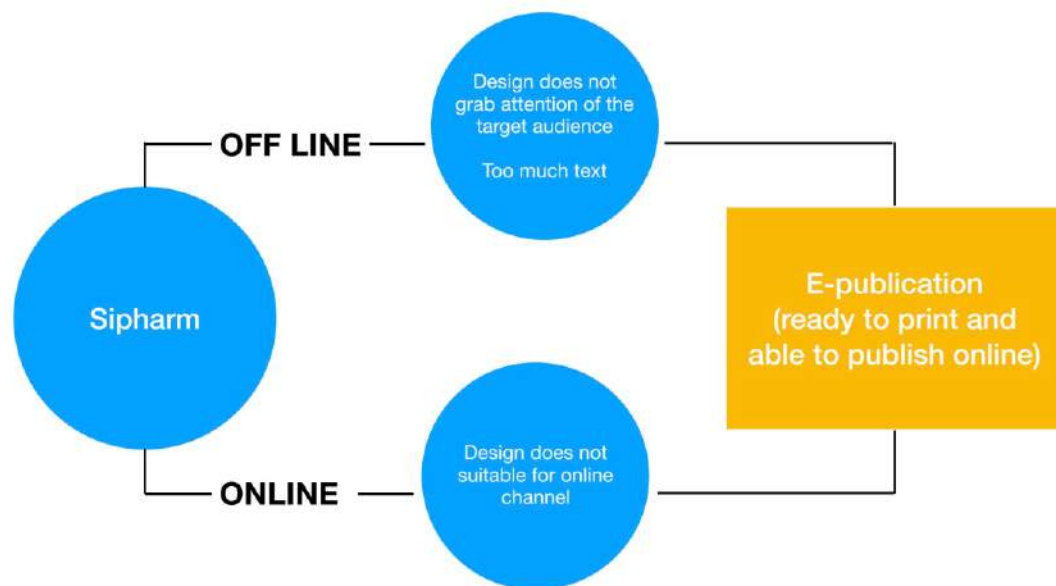 Design does not
grab attention of the
target audience
Too much text
OFF LINE
Sipharm
E-publication
(ready to print and
able to publish online)
Design does not
suitable for online
channel
ONLINE